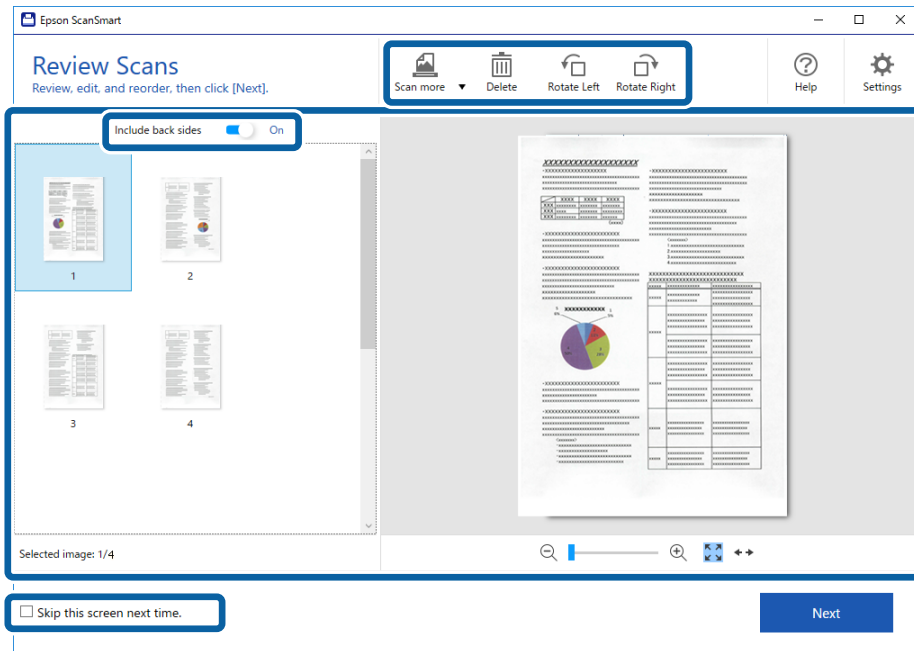 Epson ScanSmart
Review Scans
Review, edit, and reorder, then click [Next].
Scan more
Delete
Rotate Left
Rotate Right
Help
Settings
Include back sides
On
1
2
3
4
Selected image: 1/4
Skip this screen next time.
Next